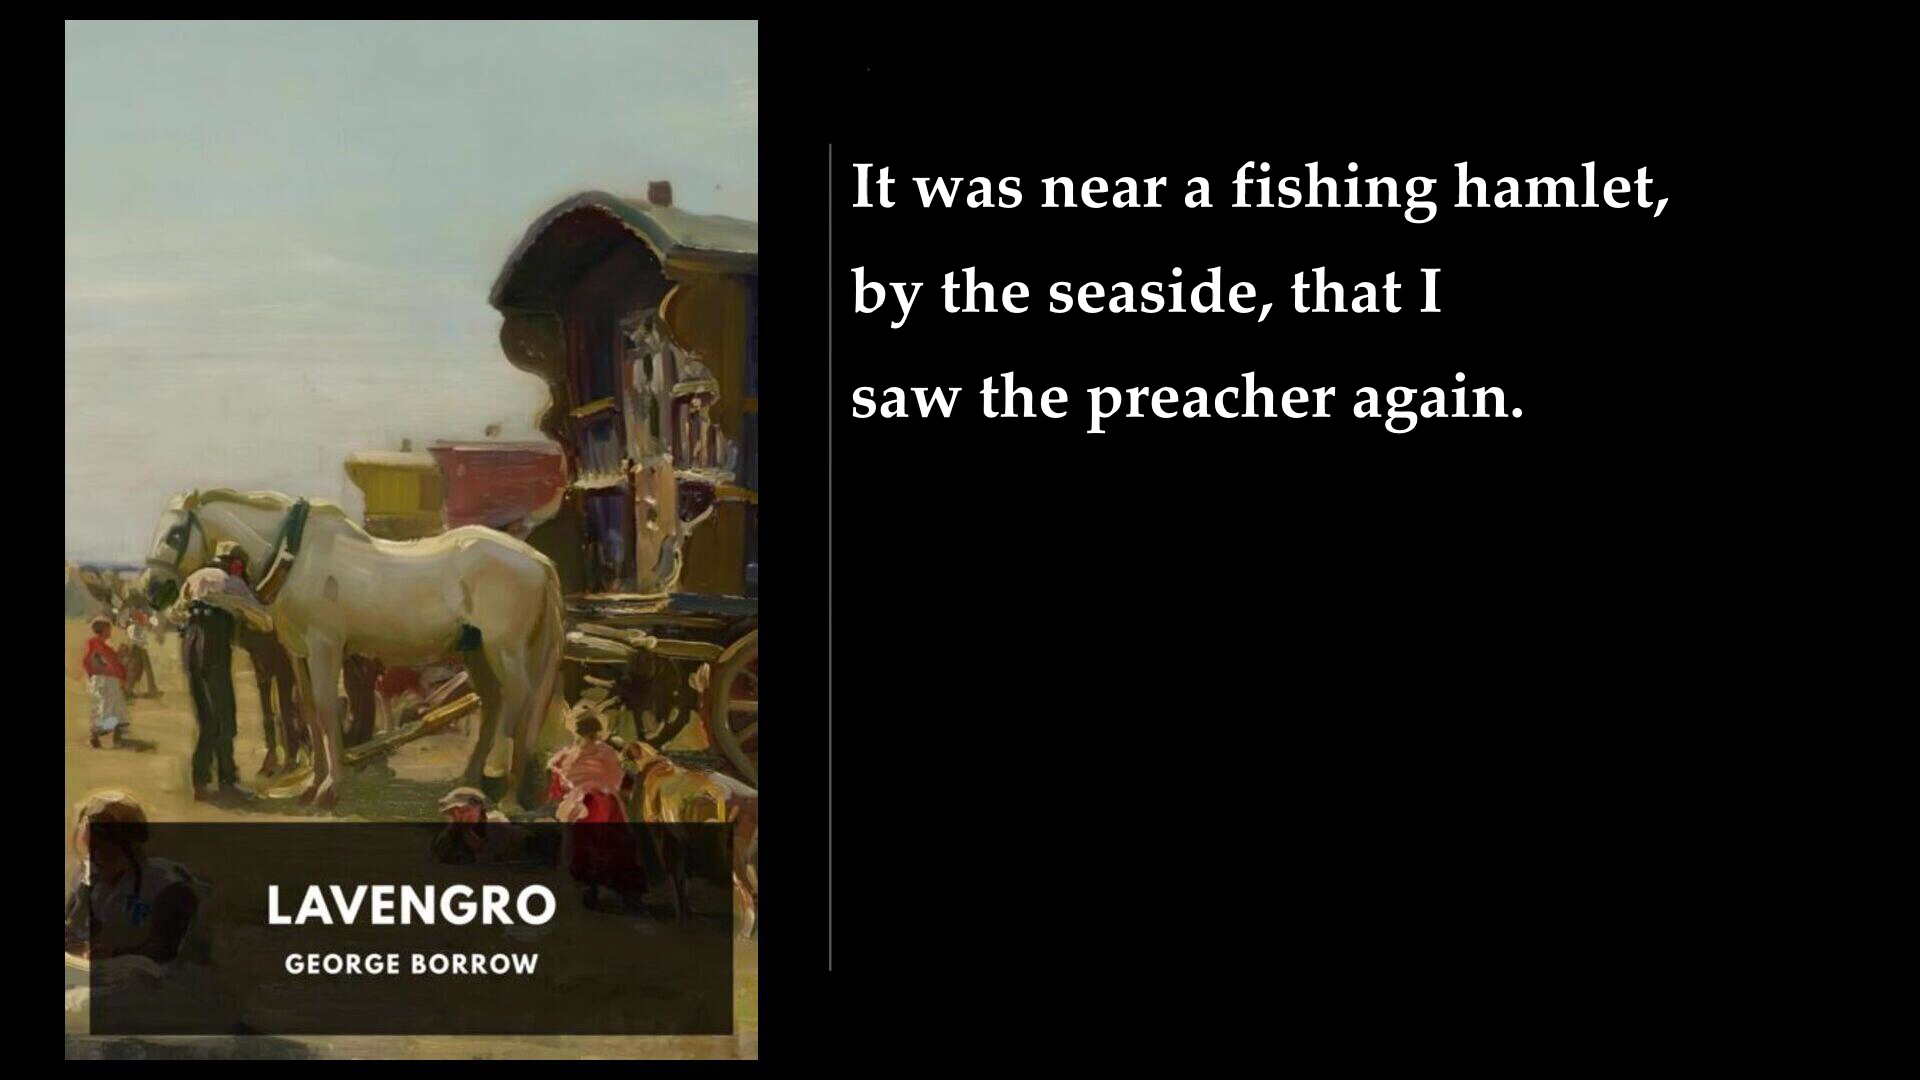 It was near a fishing hamlet,
by the seaside, that I
saw the preacher again.
LAVENGRO
GEORGE BORROW